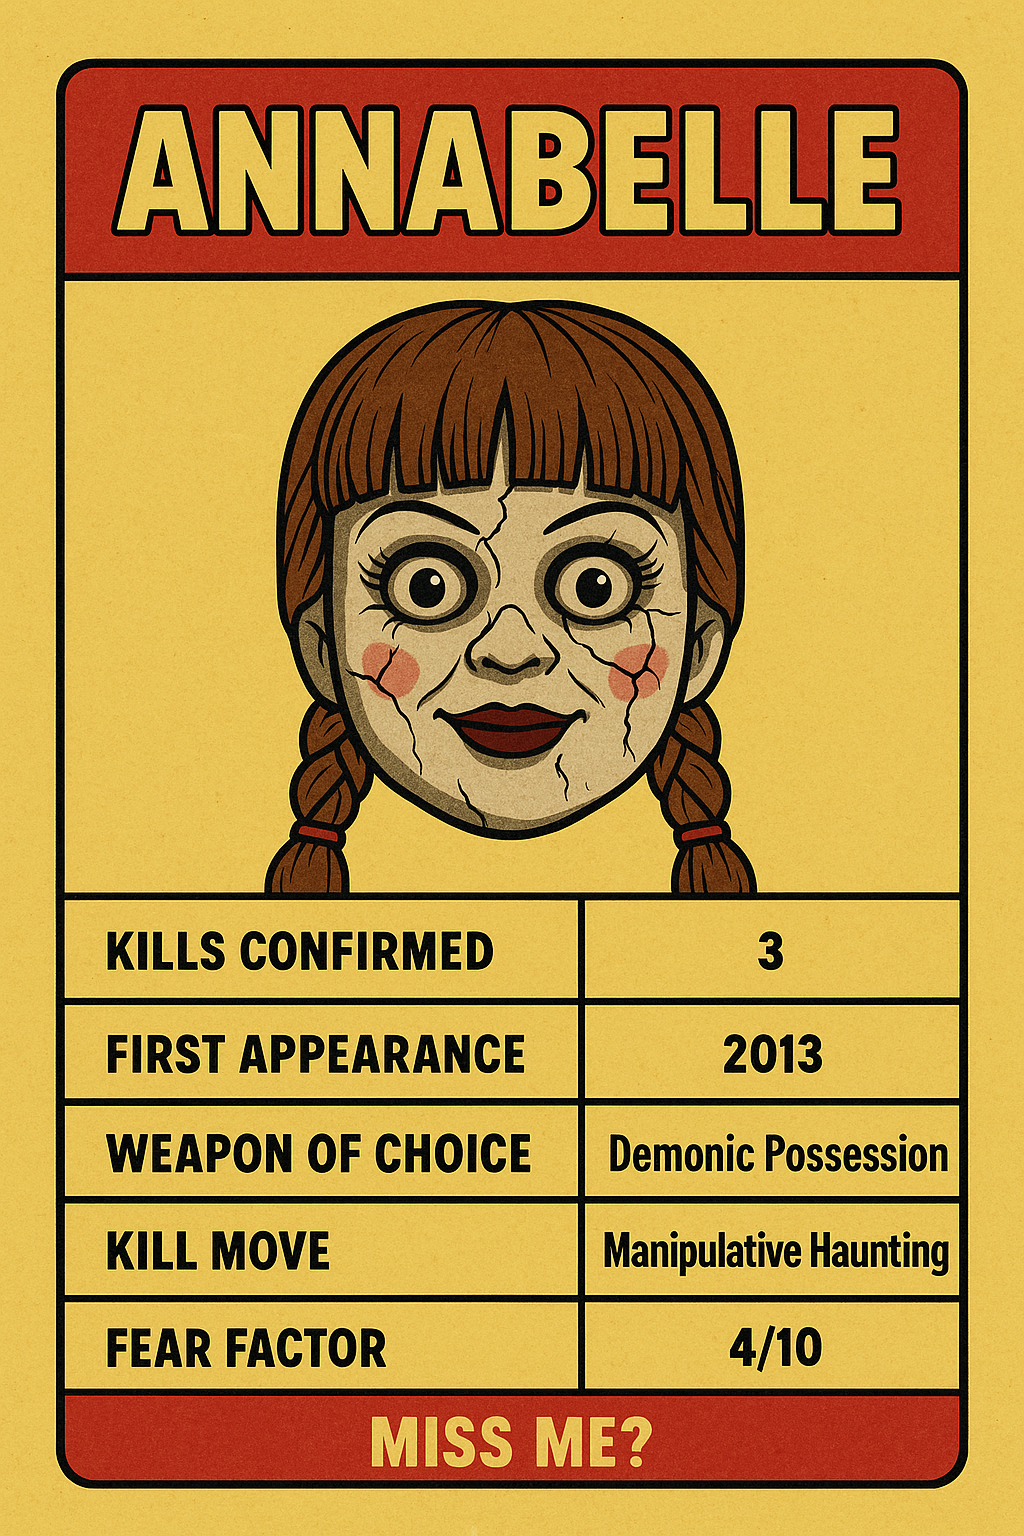 ANNABELLE
KILLS CONFIRMED 3
FIRST APPEARANCE 2013
WEAPON OF CHOICE Demonic Possession
KILL MOVE Manipulative Haunting
FEAR FACTOR 4/10
MISS ME?